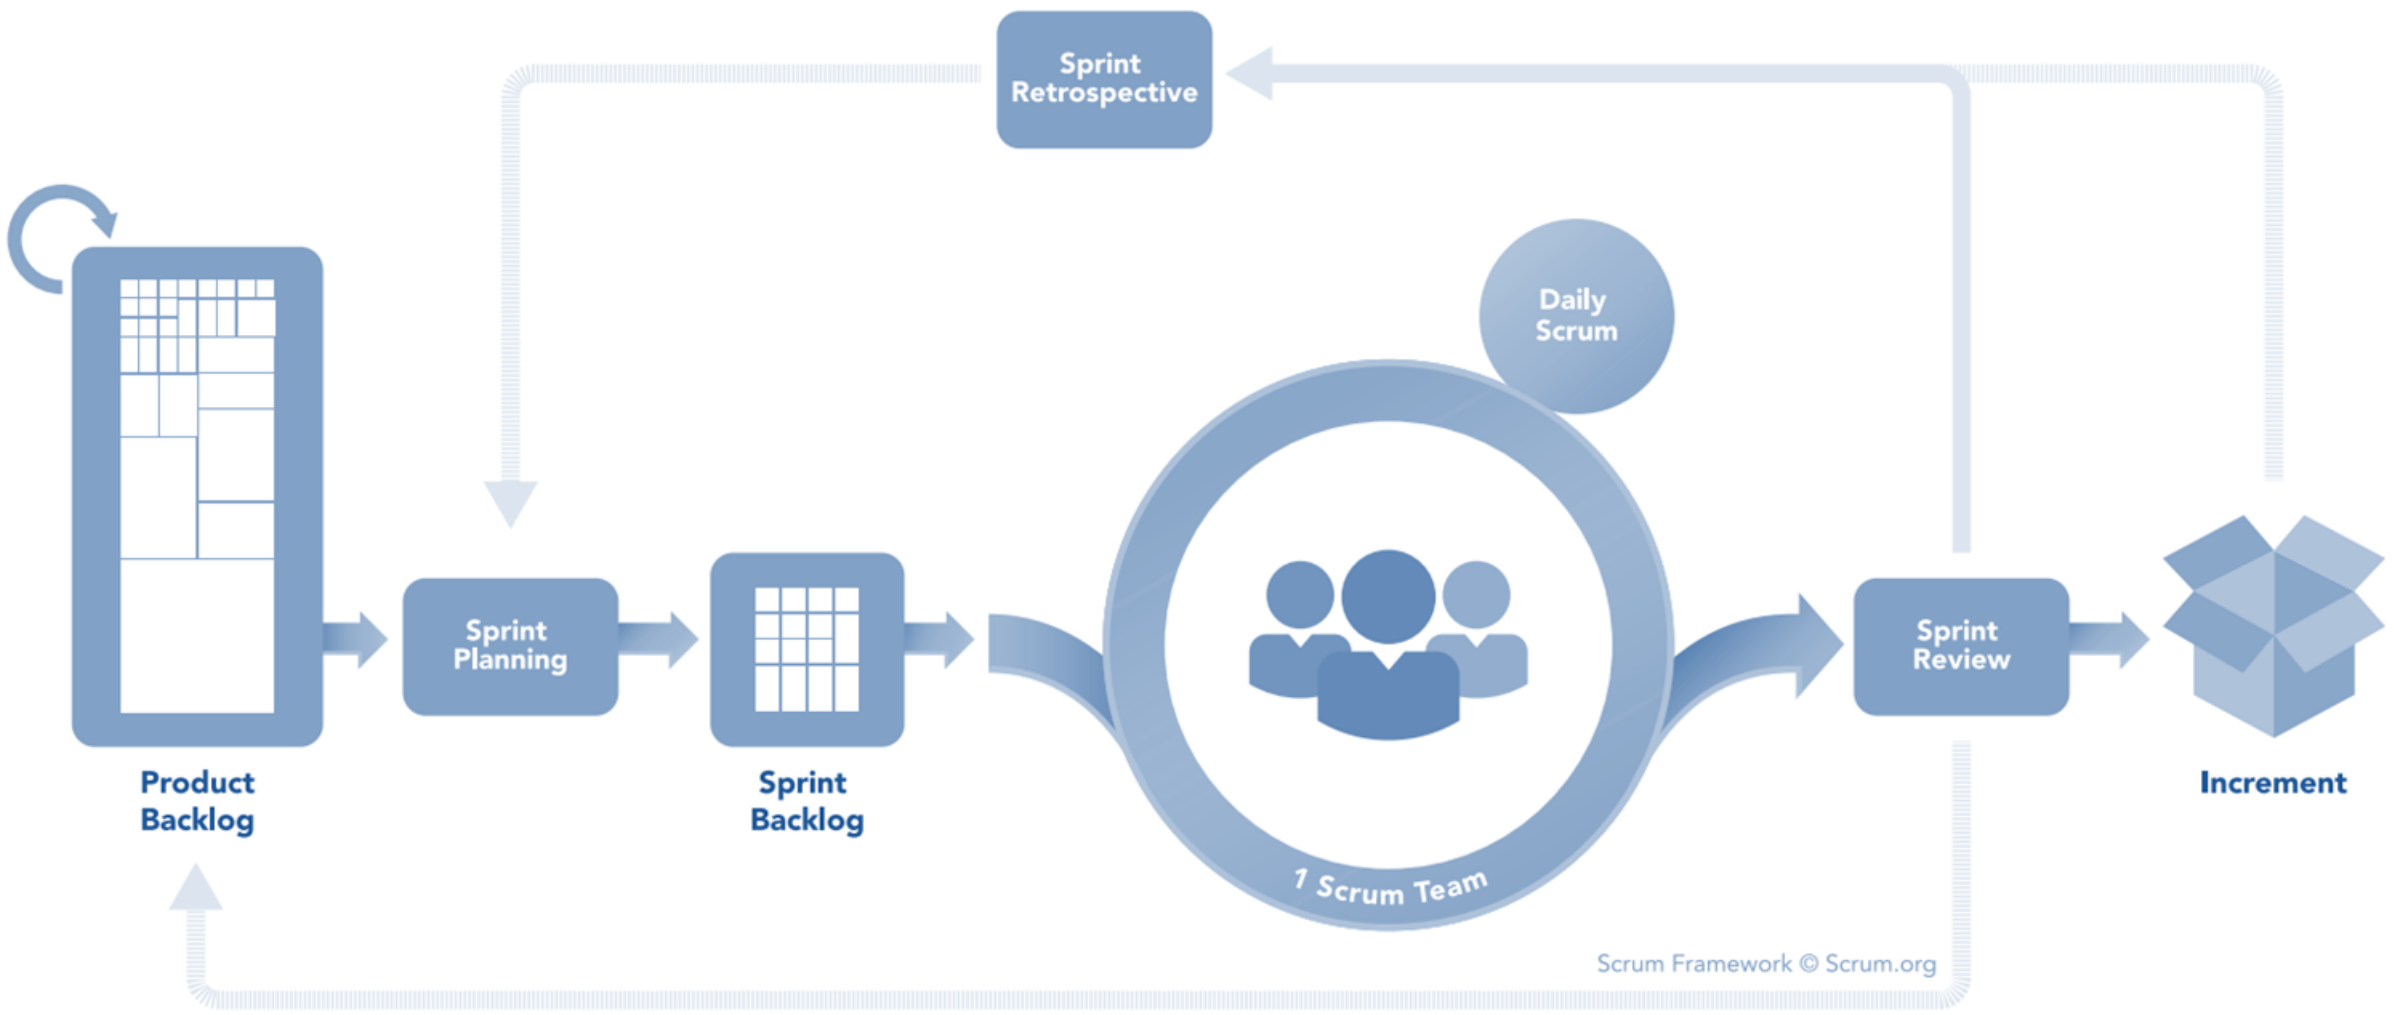 Sprint
Retrospective
Daily
Scrum
Sprint
Planning
Sprint
Review
Product
Backlog
Sprint
Backlog
Increment
1 Scrum Team
Scrum Framework © Scrum.org